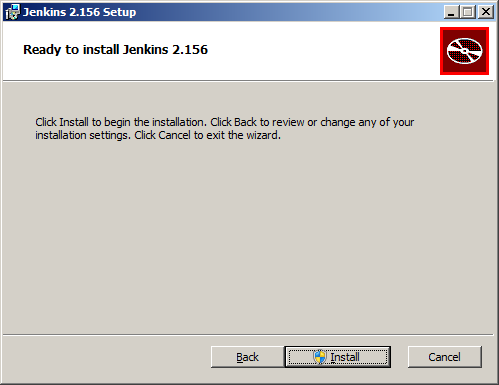 Jenkins 2.156 Setup
Ready to install Jenkins 2.156
Click Install to begin the installation. Click Back to review or change any of your
installation settings. Click Cancel to exit the wizard.
Back
Install
Cancel